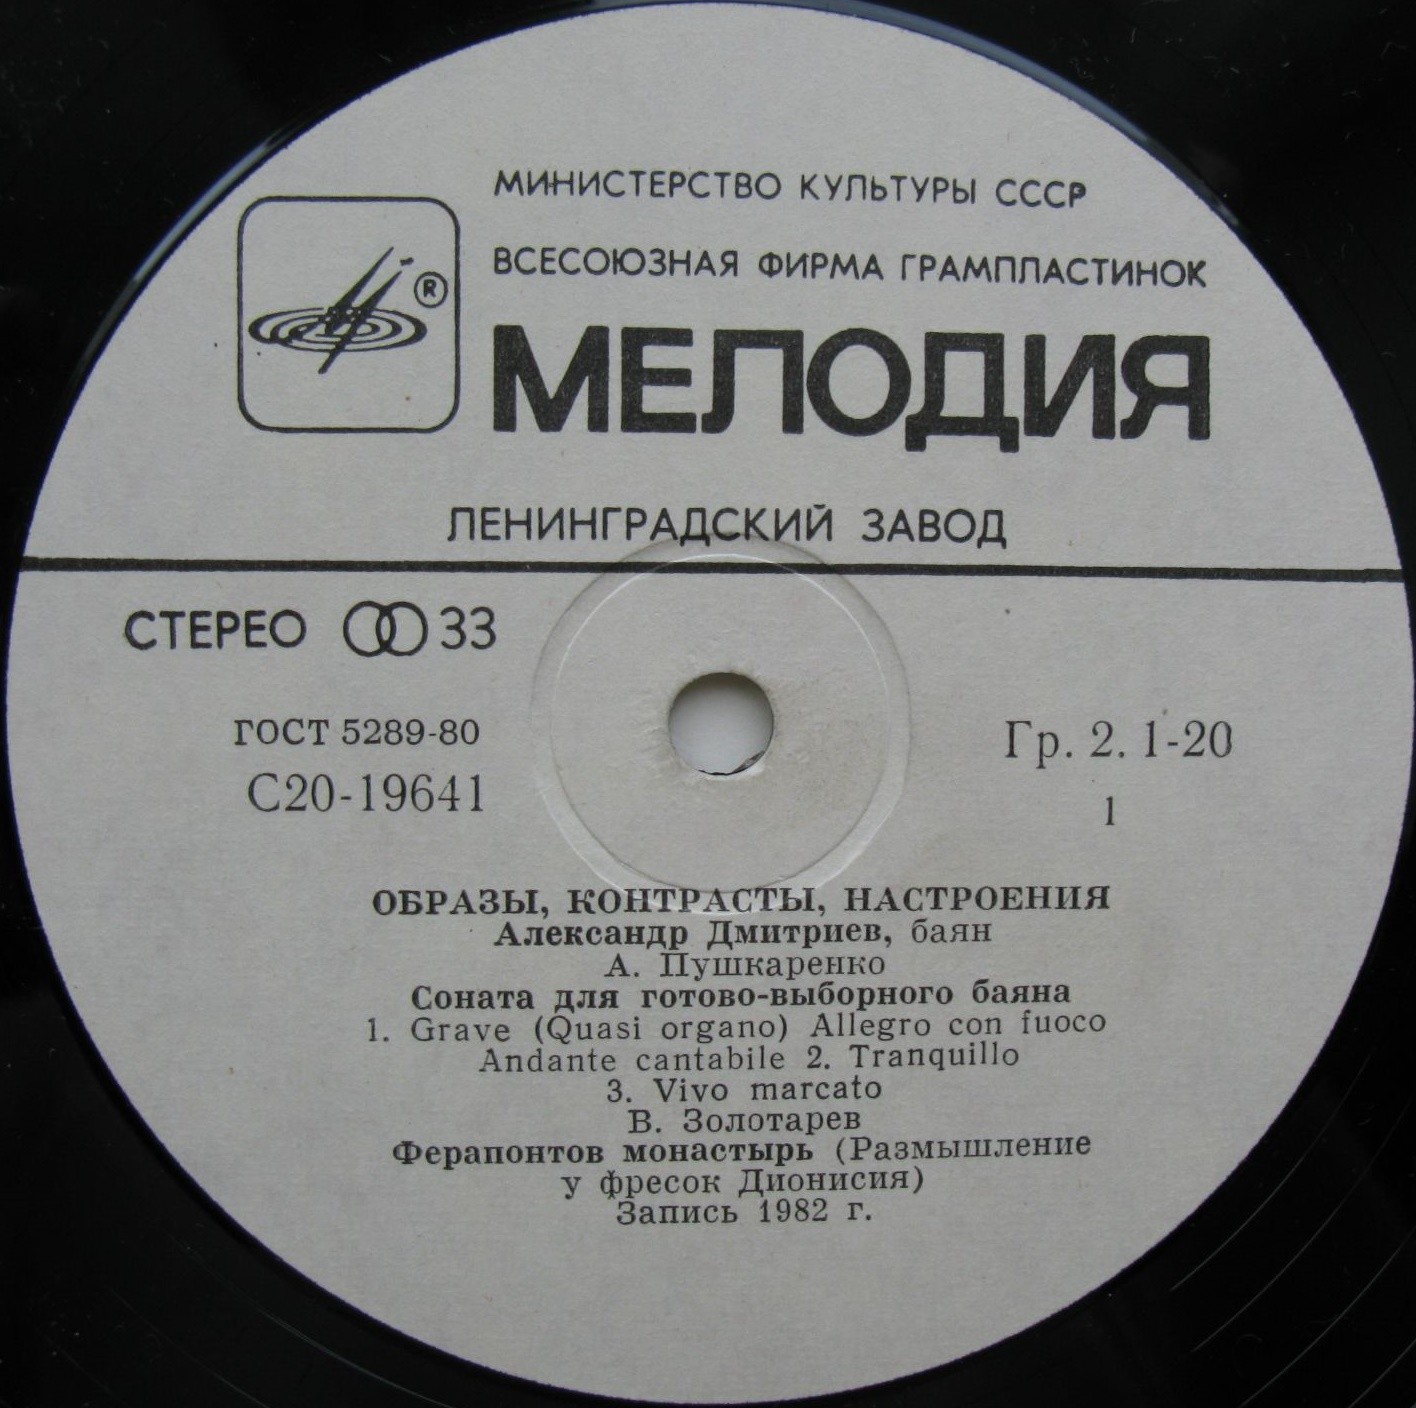 МИНИСТЕРСТВО КУЛЬТУРЫ СССР
ВСЕСОЮЗНАЯ ФИРМА ГРАМПЛАСТИНОК
®
МЕЛОДИЯ
ЛЕНИНГРАДСКИЙ ЗАВОД
СТЕРЕО 33
ГОСТ 5289-80
Гр. 2. 1-20
С20-19641
1
ОБРАЗЫ, КОНТРАСТЫ, НАСТРОЕНИЯ
Александр Дмитриев, баян
А. Пушкаренко
Соната для готово-выборного баяна
1. Grave (Quasi organo) Allegro con fuoco
Andante cantabile 2. Tranquillo
3. Vivo marcato
В. Золотарев
Ферапонтов монастырь (Размышление
у фресок Дионисия)
Запись 1982 г.